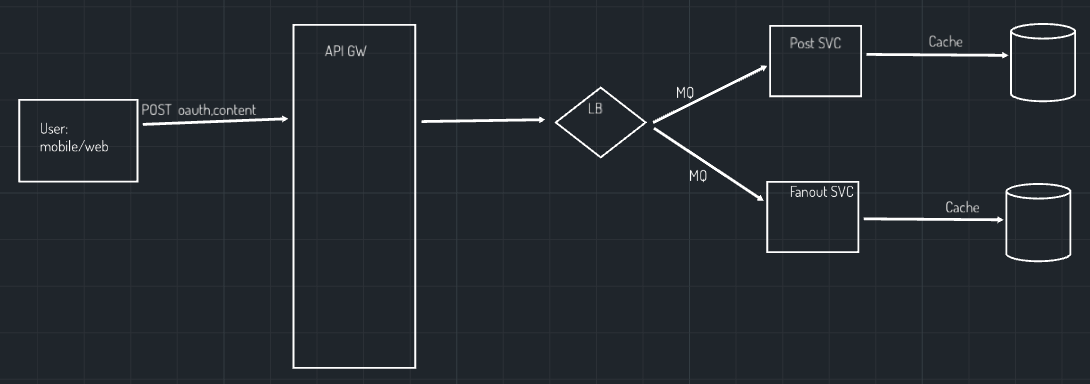 User:
mobile/web
POST oauth,content
API GW
LB
MQ
MQ
Post SVC
Cache
Fanout SVC
Cache